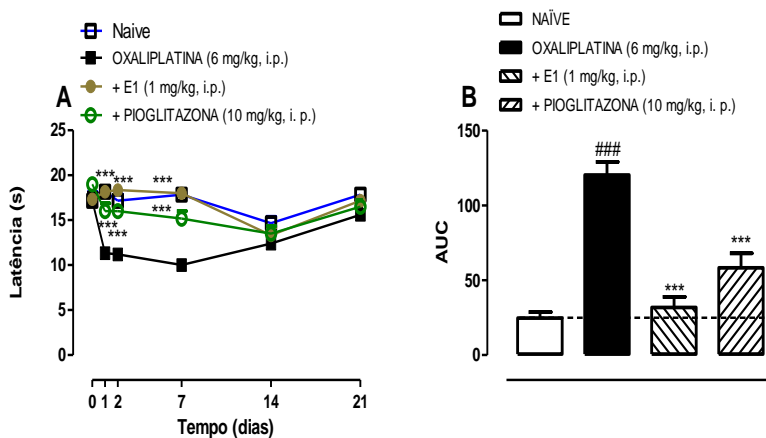 Naive
OXALIPLATINA (6 mg/kg, i.p.)
+ E1 (1 mg/kg, i.p.)
+ PIOGLITAZONA (10 mg/kg, i. p.)
A
25
20
15
10
5
0
Latência (s)
***
***
***
***
***
***
0 1 2 7 14 21
Tempo (dias)
NAÏVE
OXALIPLATINA (6 mg/kg, i.p.)
+ E1 (1 mg/kg, i.p.)
+ PIOGLITAZONA (10 mg/kg, i. p.)
B
150
100
50
0
AUC
###
***
***